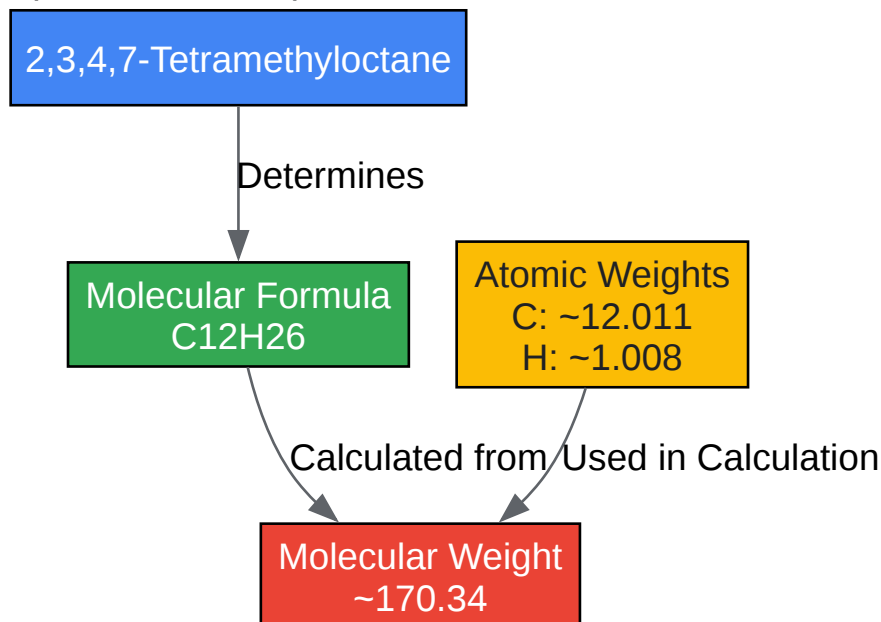 2,3,4,7-Tetramethyloctane
Determines
Molecular Formula
C12H26
Atomic Weights
C: ~12.011
H: ~1.008
Calculated from
Used in Calculation
Molecular Weight
~170.34